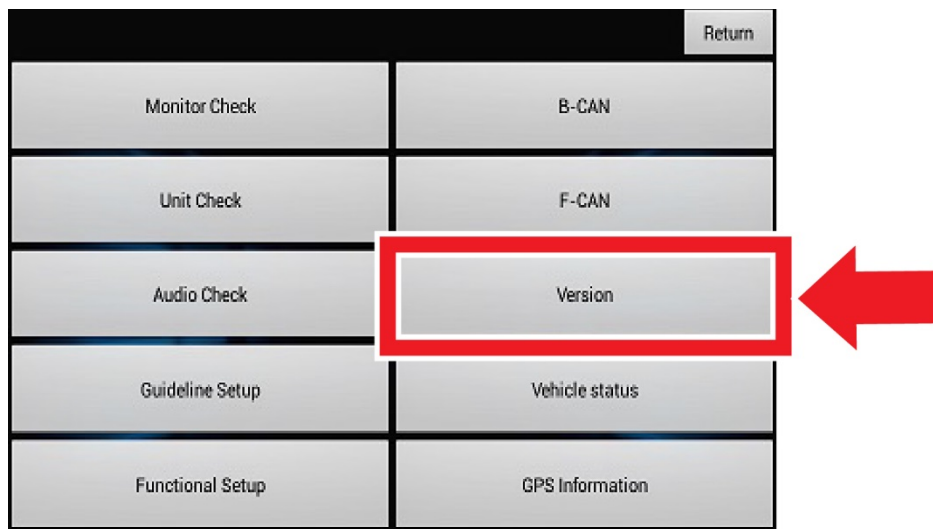 Return
Monitor Check
B-CAN
Unit Check
F-CAN
Audio Check
Version
Guideline Setup
Vehicle status
Functional Setup
GPS Information